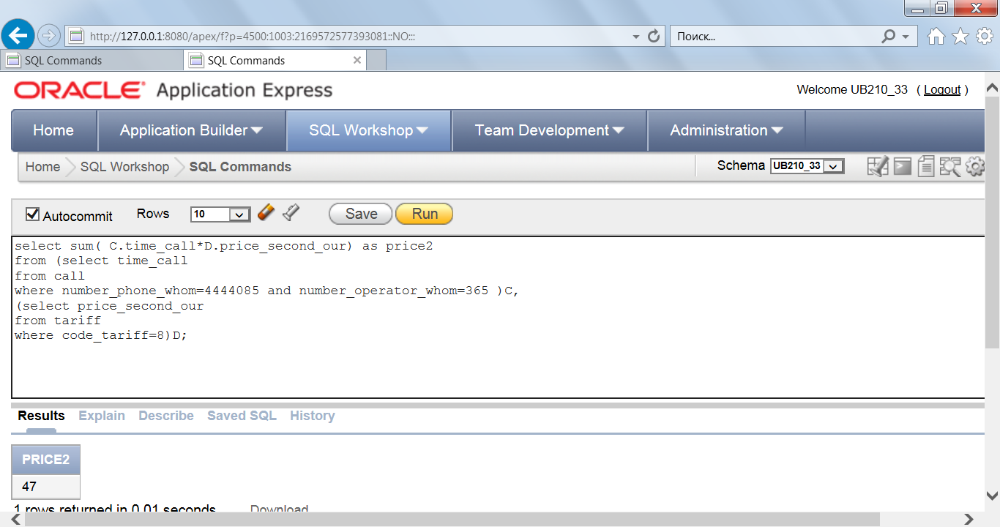 http://127.0.0.1:8080/apex/f?p=4500:1003:2169572577393081::NO:::
Поиск...
SQL Commands
SQL Commands
ORACLE® Application Express
Welcome UB210_33 ( Logout )
Home
Application Builder
SQL Workshop
Team Development
Administration
Home
SQL Workshop
SQL Commands
Schema
UB210_33
Autocommit
Rows
10
Save
Run
select sum( C.time_call*D.price_second_our) as price2
from (select time_call
from call
where number_phone_whom=4444085 and number_operator_whom=365 )C,
(select price_second_our
from tariff
where code_tariff=8)D;
Results
Explain
Describe
Saved SQL
History
PRICE2
47
1 rows returned in 0.01 seconds
Download